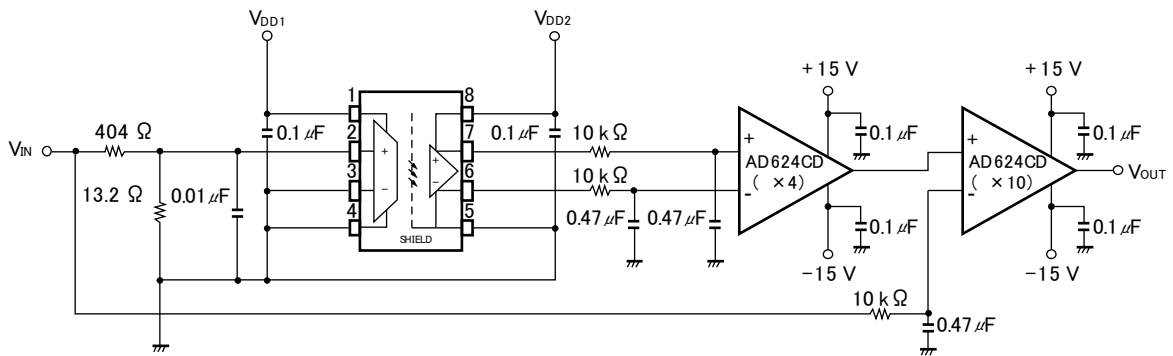 VDD1
VDD2
1
2
3
4
8
7
6
5
SHIELD
+
−
+
−
VIN
404 Ω
13.2 Ω
0.01 μF
0.1 μF
0.1 μF
10 k Ω
10 k Ω
0.47 μF
0.47 μF
+15 V
0.1 μF
+
-
AD624CD
( ×4)
0.1 μF
−15 V
+15 V
0.1 μF
+
-
AD624CD
( ×10)
VOUT
0.1 μF
−15 V
10 k Ω
0.47 μF